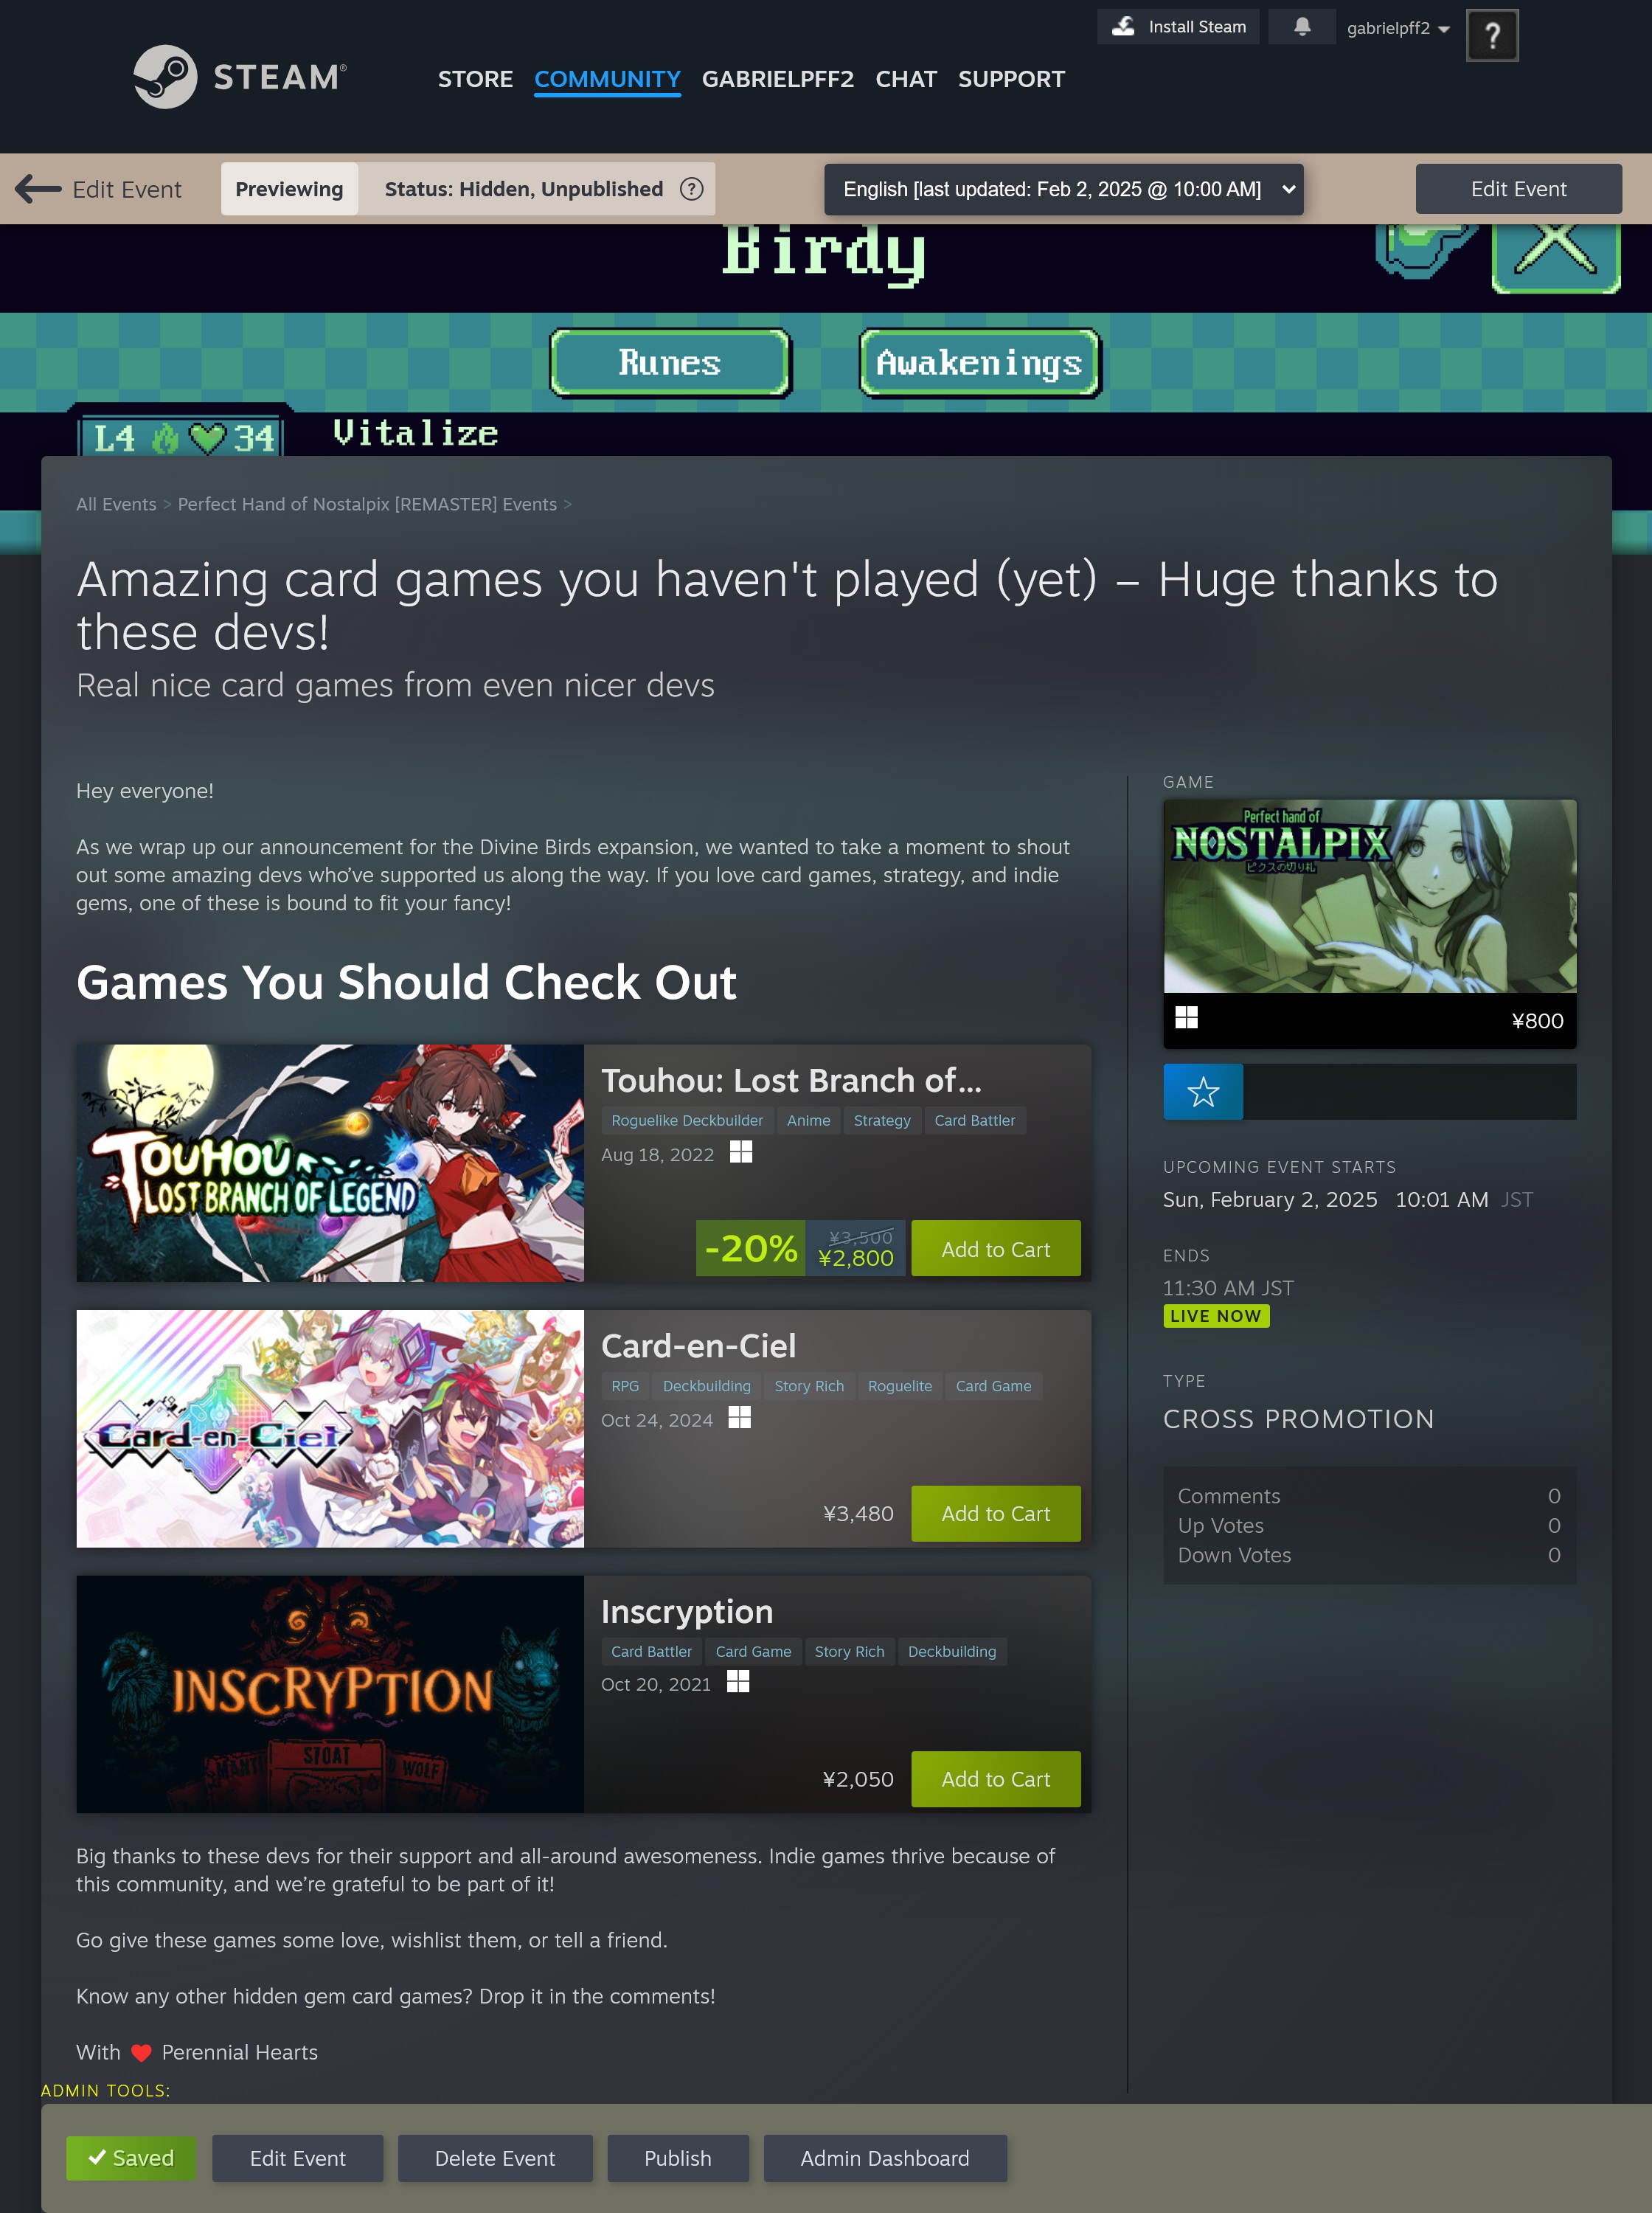 Install Steam
gabrielpff2
?
STEAM®
STORE
COMMUNITY
GABRIELPFF2
CHAT
SUPPORT
Edit Event
Previewing
Status: Hidden, Unpublished
?
English [last updated: Feb 2, 2025 @ 10:00 AM]
Edit Event
Birdy
Runes
Awakenings
L4
34
Vitalize
All Events > Perfect Hand of Nostalpix [REMASTER] Events >
Amazing card games you haven't played (yet) – Huge thanks to
these devs!
Real nice card games from even nicer devs
Hey everyone!
As we wrap up our announcement for the Divine Birds expansion, we wanted to take a moment to shout
out some amazing devs who’ve supported us along the way. If you love card games, strategy, and indie
gems, one of these is bound to fit your fancy!
Games You Should Check Out
TOUHOU
LOST BRANCH OF LEGEND
Touhou: Lost Branch of...
Roguelike Deckbuilder
Anime
Strategy
Card Battler
Aug 18, 2022
-20%
¥3,500
¥2,800
Add to Cart
Card-en-Ciel
Card-en-Ciel
RPG
Deckbuilding
Story Rich
Roguelite
Card Game
Oct 24, 2024
¥3,480
Add to Cart
INSCRYPTION
STOAT
WOLF
Inscryption
Card Battler
Card Game
Story Rich
Deckbuilding
Oct 20, 2021
¥2,050
Add to Cart
Big thanks to these devs for their support and all-around awesomeness. Indie games thrive because of
this community, and we’re grateful to be part of it!
Go give these games some love, wishlist them, or tell a friend.
Know any other hidden gem card games? Drop it in the comments!
With ❤ Perennial Hearts
GAME
Perfect hand of
NOSTALPIX
ピクスの切り札
¥800
UPCOMING EVENT STARTS
Sun, February 2, 2025 10:01 AM JST
ENDS
11:30 AM JST
LIVE NOW
TYPE
CROSS PROMOTION
Comments 0
Up Votes 0
Down Votes 0
ADMIN TOOLS:
Saved
Edit Event
Delete Event
Publish
Admin Dashboard